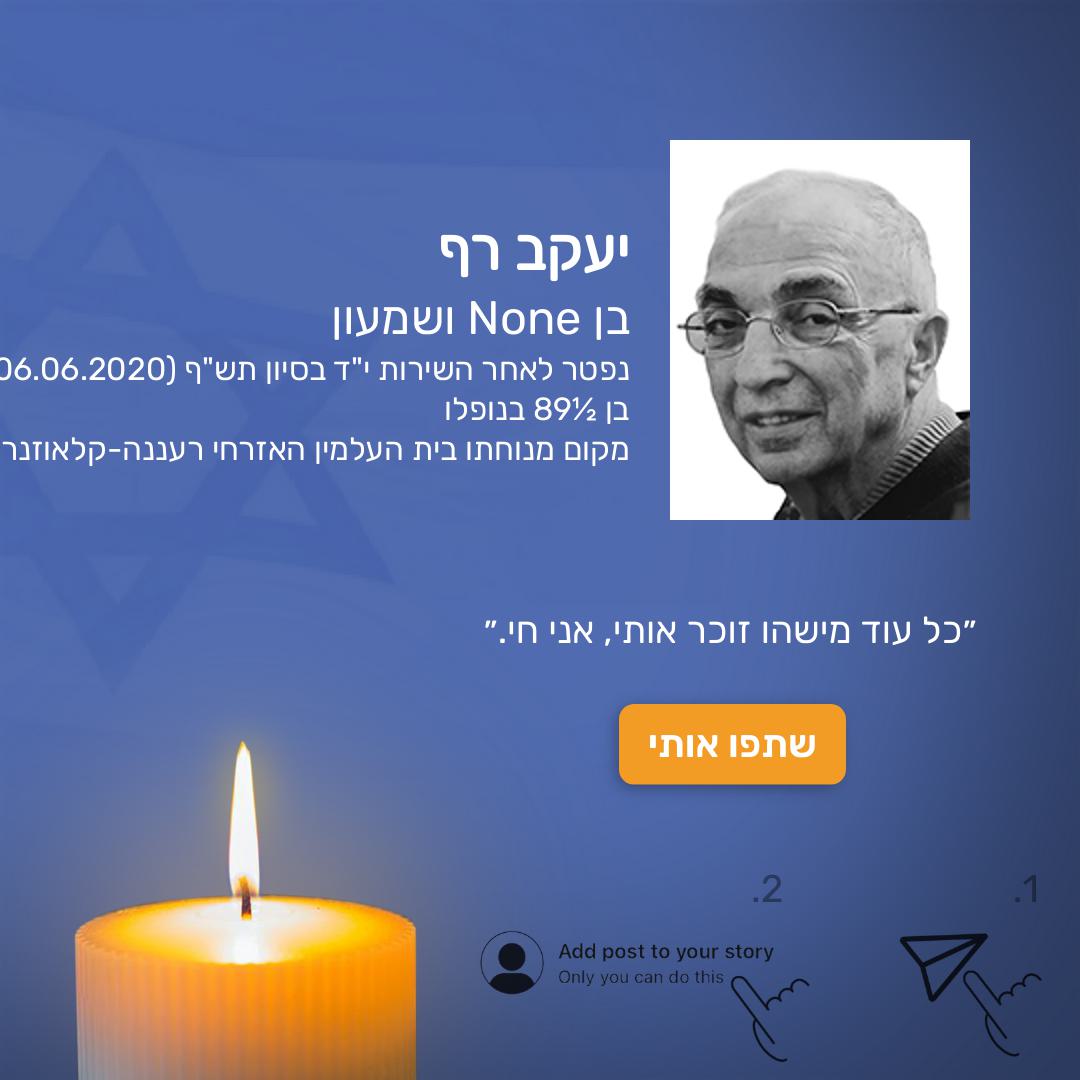 יעקב רף
בן None ושמעון
נפטר לאחר השירות י"ד בסיון תש"ף (06.06.2020
בן 89½ בנופלו
מקום מנוחתו בית העלמין האזרחי רעננה-קלאוזנר
״כל עוד מישהו זוכר אותי, אני חי.״
שתפו אותי
1.
2.
Add post to your story
Only you can do this